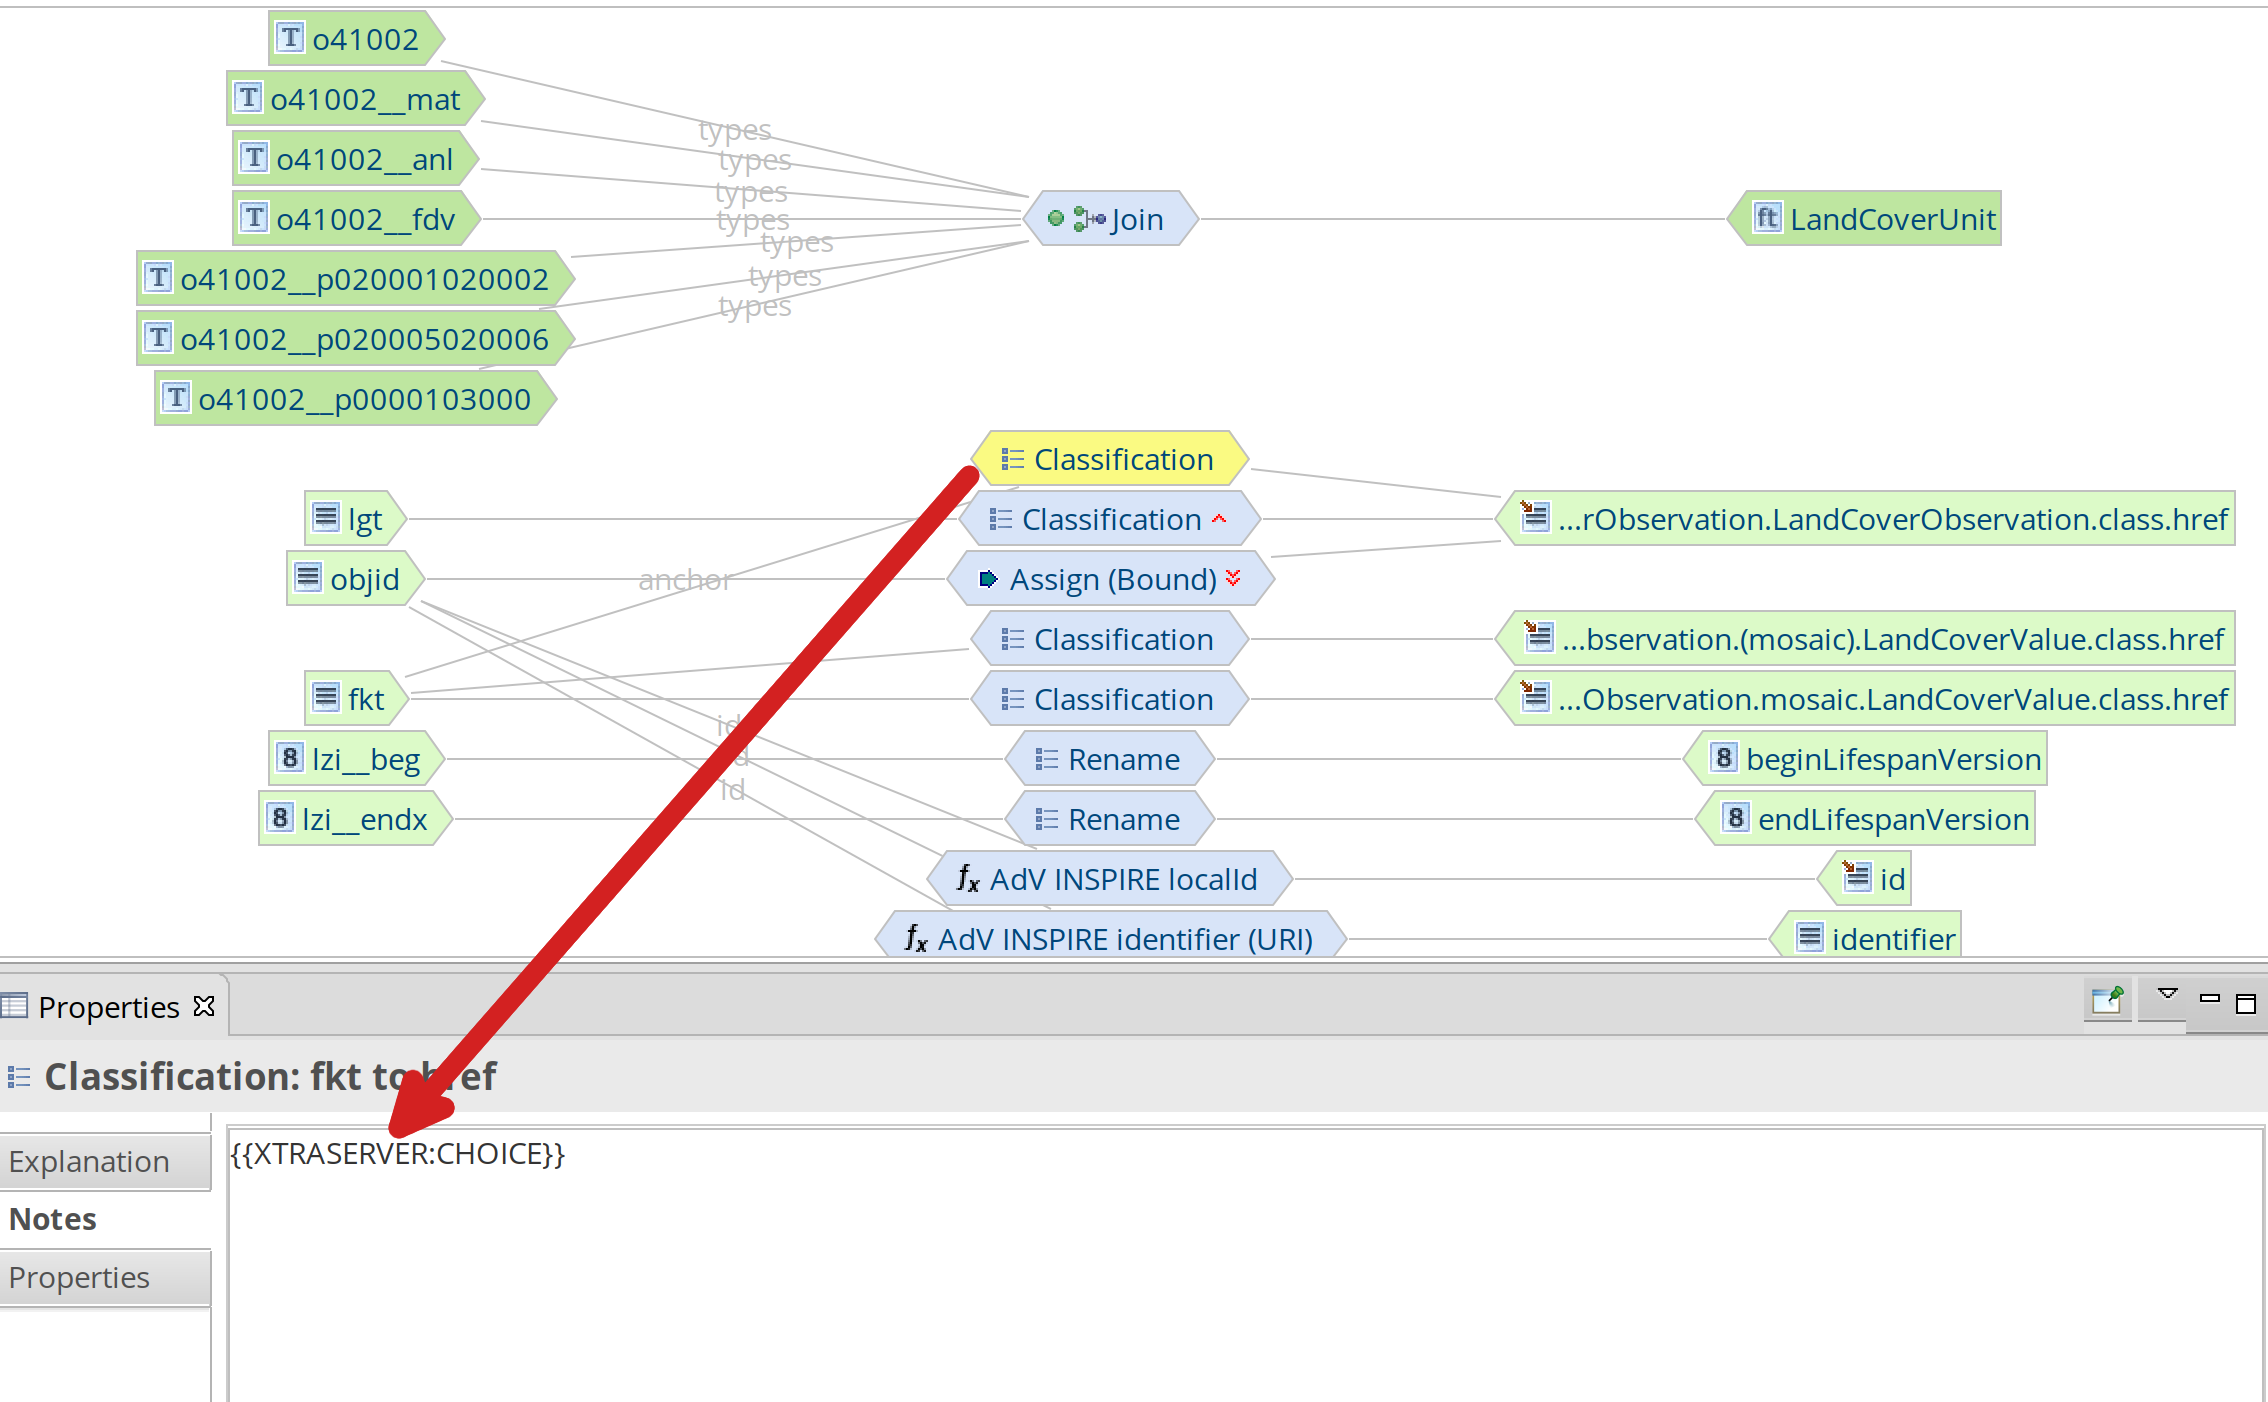 o41002
o41002__mat
types
o41002__anl
types
types
o41002__fdv
types
Join
LandCoverUnit
types
o41002__p020001020002
types
types
o41002__p020005020006
o41002__p0000103000
Classification
lgt
Classification
...rObservation.LandCoverObservation.class.href
objid
anchor
Assign (Bound)
Classification
...bservation.(mosaic).LandCoverValue.class.href
fkt
Classification
...Observation.mosaic.LandCoverValue.class.href
id
lzi__beg
id
Rename
beginLifespanVersion
id
lzi__endx
Rename
endLifespanVersion
AdV INSPIRE localId
id
AdV INSPIRE identifier (URI)
identifier
Properties
Classification: fkt to href
{{XTRASERVER:CHOICE}}
Explanation
Notes
Properties